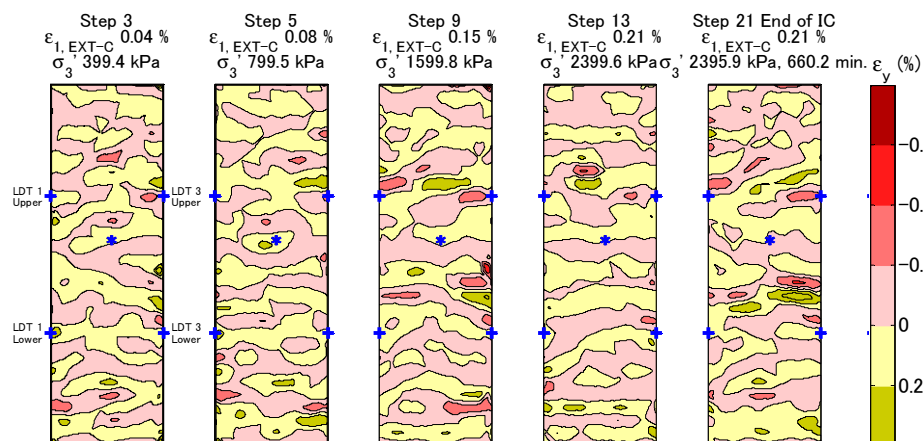 Step 3
ε1, EXT-C 0.04 %
σ3' 399.4 kPa
Step 5
ε1, EXT-C 0.08 %
σ3' 799.5 kPa
Step 9
ε1, EXT-C 0.15 %
σ3' 1599.8 kPa
Step 13
ε1, EXT-C 0.21 %
σ3' 2399.6 kPa
Step 21 End of IC
ε1, EXT-C 0.21 %
σ3' 2395.9 kPa, 660.2 min.
εy (%)
LDT 1
Upper
LDT 3
Upper
LDT 1
Lower
LDT 3
Lower
0
0.2